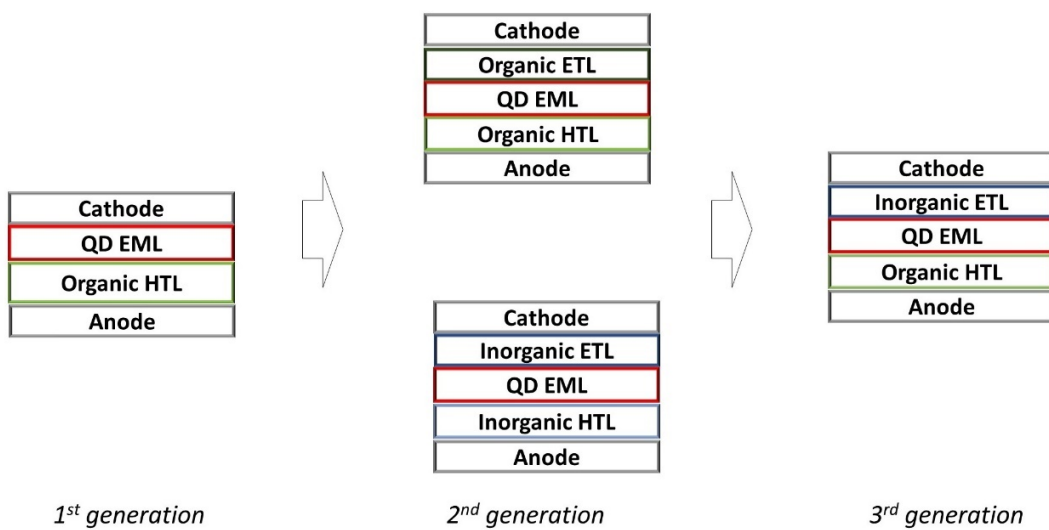 Cathode
QD EML
Organic HTL
Anode
1st generation
Cathode
Organic ETL
QD EML
Organic HTL
Anode
Cathode
Inorganic ETL
QD EML
Inorganic HTL
Anode
2nd generation
Cathode
Inorganic ETL
QD EML
Organic HTL
Anode
3rd generation